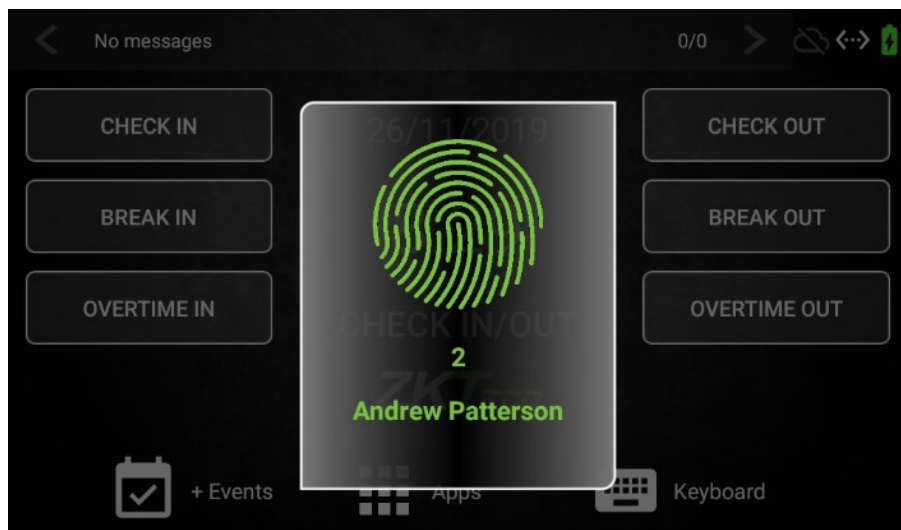 No messages
0/0
CHECK IN
26/11/2019
CHECK OUT
BREAK IN
BREAK OUT
OVERTIME IN
OVERTIME OUT
CHECK IN/OUT
2
ZKTeco
Andrew Patterson
+ Events
Apps
Keyboard